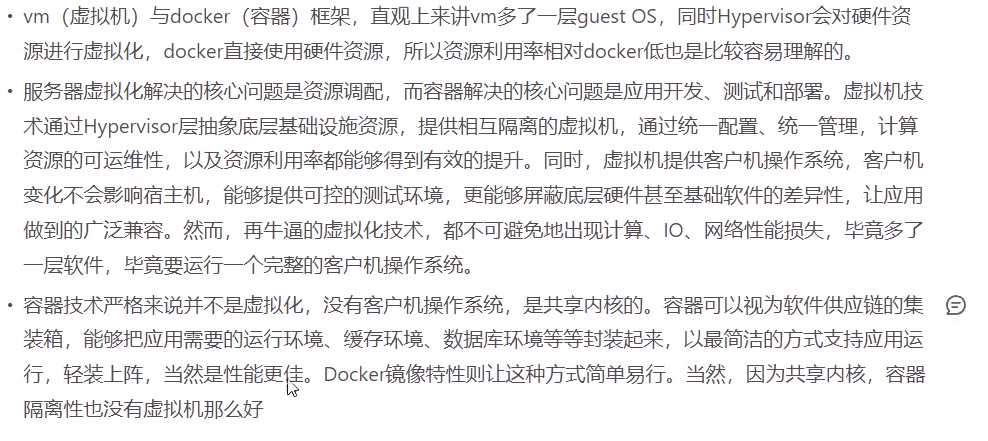 • vm（虚拟机）与docker（容器）框架，直观上来讲vm多了一层guest OS，同时Hypervisor会对硬件资
源进行虚拟化，docker直接使用硬件资源，所以资源利用率相对docker低也是比较容易理解的。
• 服务器虚拟化解决的核心问题是资源调配，而容器解决的核心问题是应用开发、测试和部署。虚拟机技
术通过Hypervisor层抽象底层基础设施资源，提供相互隔离的虚拟机，通过统一配置、统一管理，计算
资源的可运维性，以及资源利用率都能够得到有效的提升。同时，虚拟机提供客户机操作系统，客户机
变化不会影响宿主机，能够提供可控的测试环境，更能够屏蔽底层硬件甚至基础软件的差异性，让应用
做到的广泛兼容。然而，再牛逼的虚拟化技术，都不可避免地出现计算、IO、网络性能损失，毕竟多了
一层软件，毕竟要运行一个完整的客户机操作系统。
• 容器技术严格来说并不是虚拟化，没有客户机操作系统，是共享内核的。容器可以视为软件供应链的集
装箱，能够把应用需要的运行环境、缓存环境、数据库环境等等封装起来，以最简洁的方式支持应用运
行，轻装上阵，当然是性能更佳。Docker镜像特性则让这种方式简单易行。当然，因为共享内核，容器
隔离性也没有虚拟机那么好